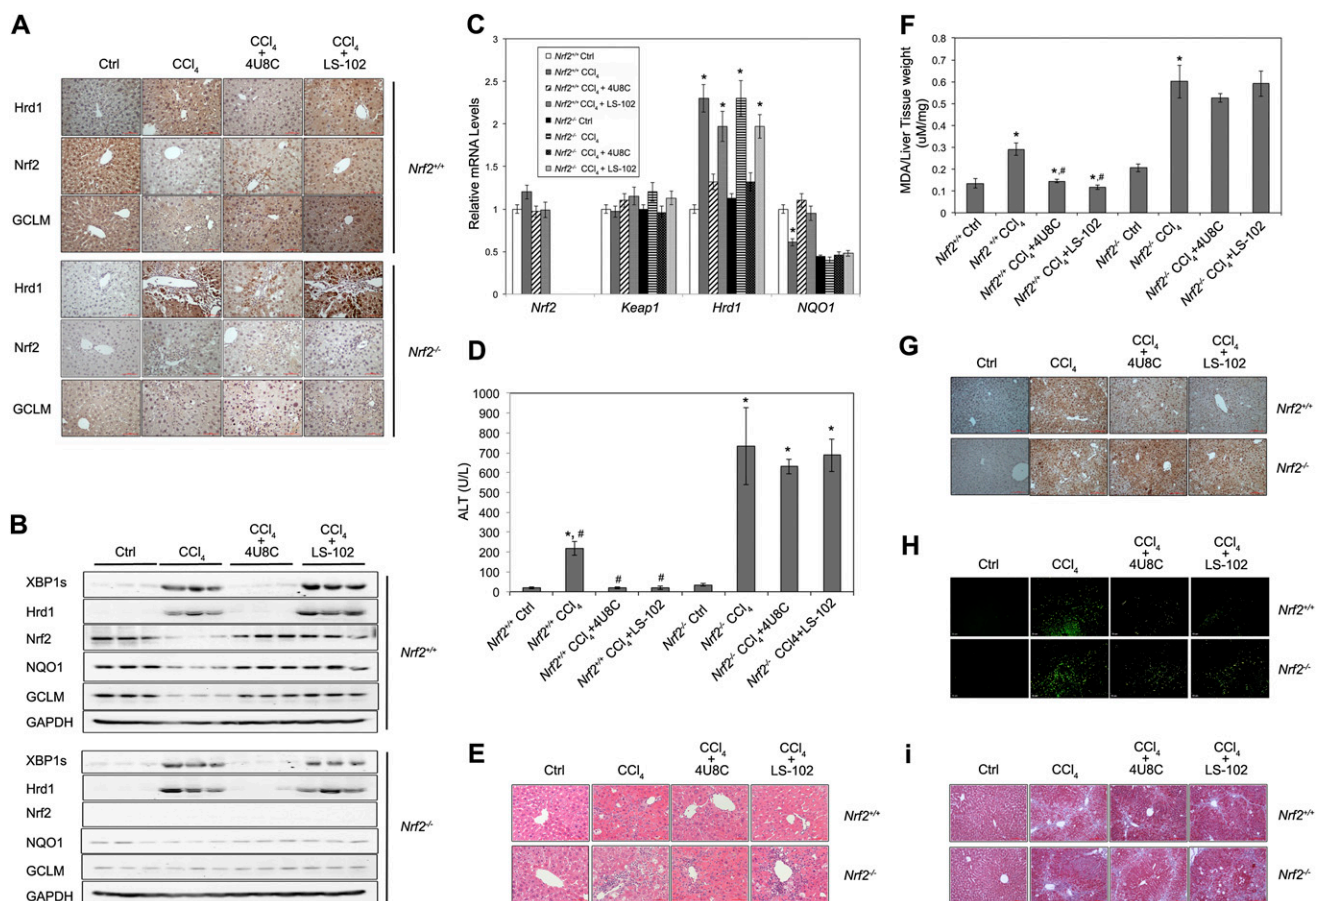 A
Ctrl
CCl4
CCl4
+
4U8C
CCl4
+
LS-102
Hrd1
Nrf2
GCLM
Nrf2+/+
Hrd1
Nrf2
GCLM
Nrf2-/-
B
Ctrl
CCl4
CCl4
+
4U8C
CCl4
+
LS-102
XBP1s
Hrd1
Nrf2
NQO1
GCLM
GAPDH
Nrf2+/+
XBP1s
Hrd1
Nrf2
NQO1
GCLM
GAPDH
Nrf2-/-
C
Relative mRNA Levels
3
2.5
2
1.5
1
0.5
0
Nrf2+/+ Ctrl
Nrf2+/+ CCl4
Nrf2+/+ CCl4 + 4U8C
Nrf2+/+ CCl4 + LS-102
Nrf2-/- Ctrl
Nrf2-/- CCl4
Nrf2-/- CCl4 + 4U8C
Nrf2-/- CCl4 + LS-102
* * * * *
Nrf2 Keap1 Hrd1 NQO1
D
ALT (U/L)
1000
900
800
700
600
500
400
300
200
100
0
*, # # # * * *
Nrf2+/+ Ctrl
Nrf2+/+ CCl4
Nrf2+/+ CCl4+4U8C
Nrf2+/+ CCl4+LS-102
Nrf2-/- Ctrl
Nrf2-/- CCl4
Nrf2-/- CCl4+4U8C
Nrf2-/- CCl4+LS-102
E
Ctrl
CCl4
CCl4
+
4U8C
CCl4
+
LS-102
Nrf2+/+
Nrf2-/-
F
MDA/Liver Tissue weight
(uM/mg)
0.8
0.7
0.6
0.5
0.4
0.3
0.2
0.1
0
* *,# *,# *
Nrf2+/+ Ctrl
Nrf2+/+ CCl4
Nrf2+/+ CCl4+4U8C
Nrf2+/+ CCl4+LS-102
Nrf2-/- Ctrl
Nrf2-/- CCl4
Nrf2-/- CCl4+4U8C
Nrf2-/- CCl4+LS-102
G
Ctrl
CCl4
CCl4
+
4U8C
CCl4
+
LS-102
Nrf2+/+
Nrf2-/-
H
Ctrl
CCl4
CCl4
+
4U8C
CCl4
+
LS-102
Nrf2+/+
Nrf2-/-
i
Ctrl
CCl4
CCl4
+
4U8C
CCl4
+
LS-102
Nrf2+/+
Nrf2-/-